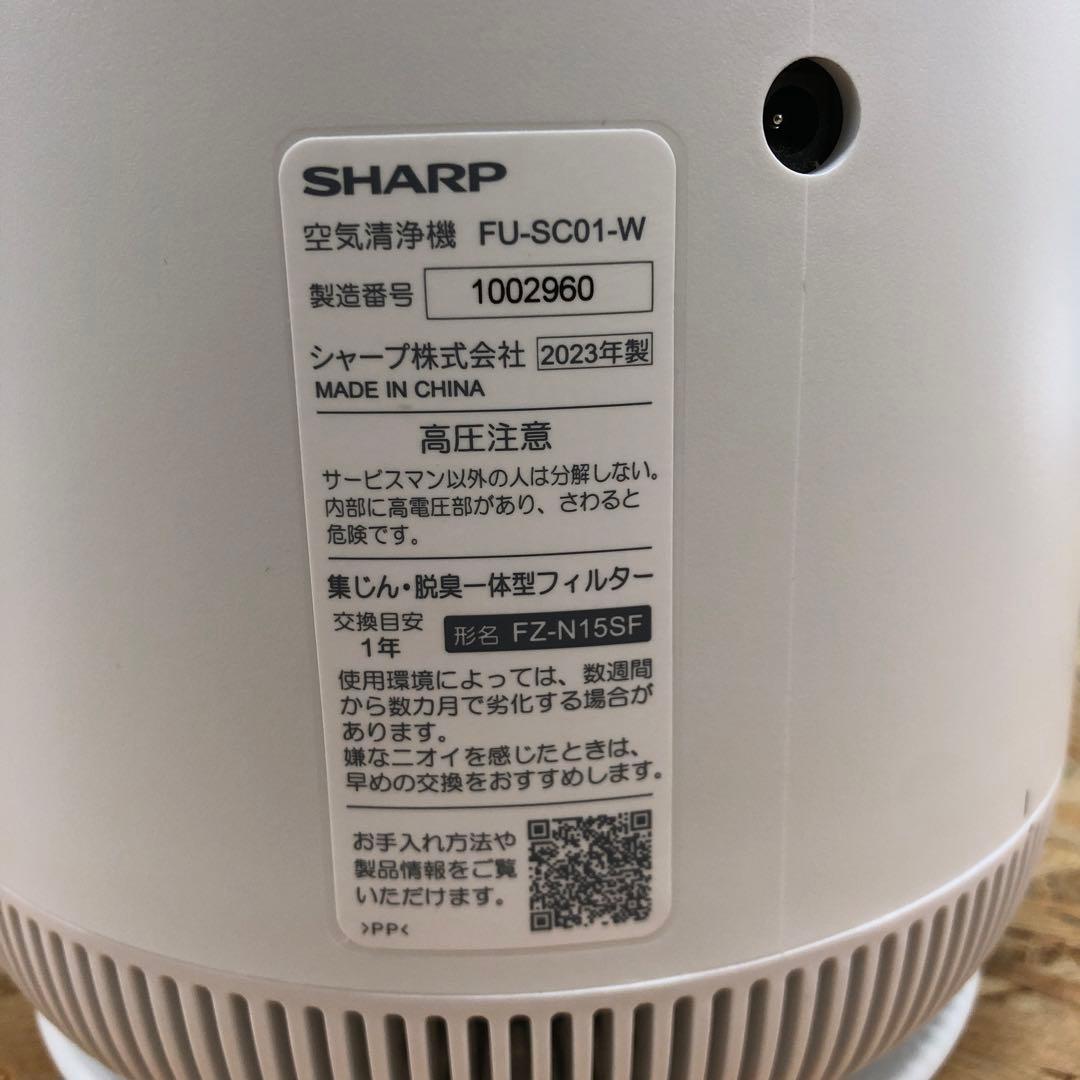 SHARP
空気清浄機 FU-SC01-W
製造番号 1002960
シャープ株式会社 2023年製
MADE IN CHINA
高圧注意
サービスマン以外の人は分解しない。
内部に高電圧部があり、さわると
危険です。
集じん・脱臭一体型フィルター
交換目安
1年
形名 FZ-N15SF
使用環境によっては、数週間
から数カ月で劣化する場合が
あります。
嫌なニオイを感じたときは、
早めの交換をおすすめします。
お手入れ方法や
製品情報をご覧
いただけます。
>PP<